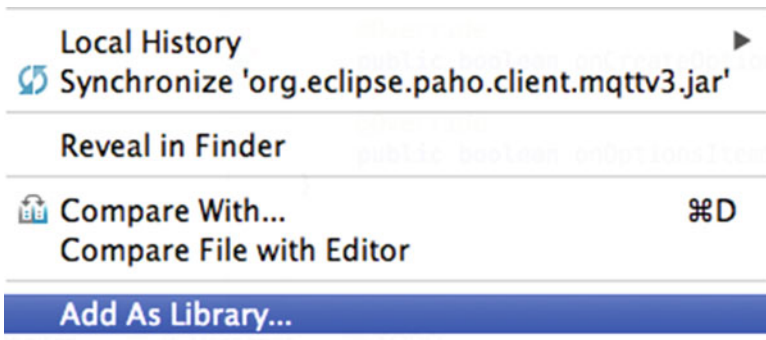 Local History ▶
Synchronize 'org.eclipse.paho.client.mqttv3.jar'
Reveal in Finder
Compare With... ⌘D
Compare File with Editor
Add As Library...